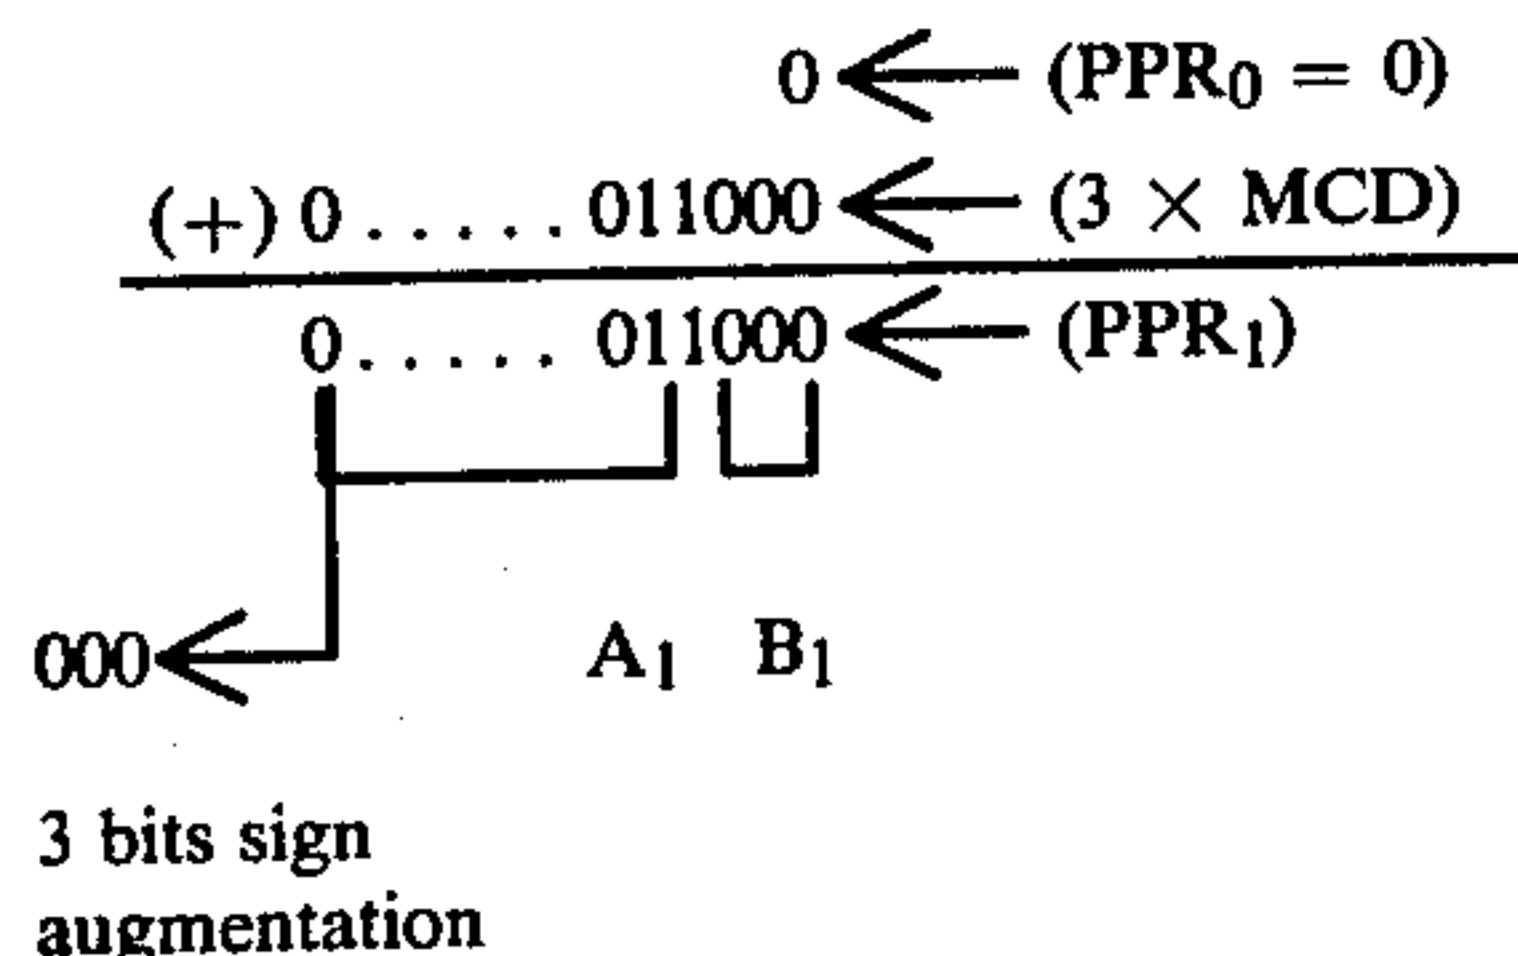 0 ← (PPR₀ = 0)
(+) 0 . . . . . 011000 ← (3 × MCD)
0 . . . . . 011000 ← (PPR₁)
000 ← A₁ B₁
3 bits sign
augmentation